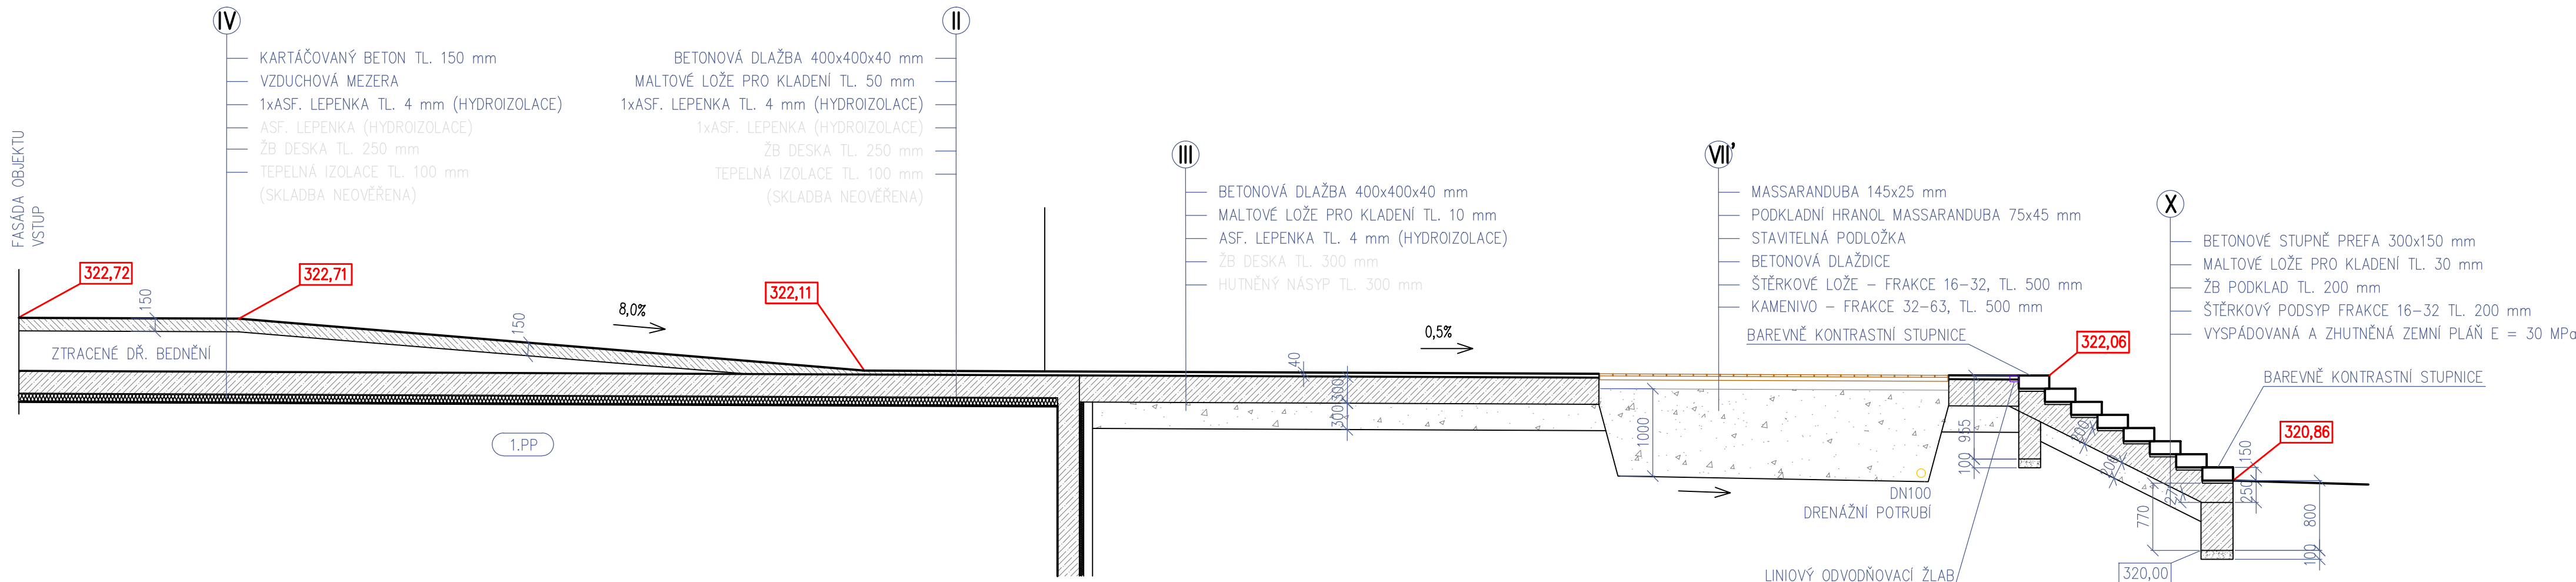 IV
KARTÁČOVANÝ BETON TL. 150 mm
VZDUCHOVÁ MEZERA
1xASF. LEPENKA TL. 4 mm (HYDROIZOLACE)
ASF. LEPENKA (HYDROIZOLACE)
ŽB DESKA TL. 250 mm
TEPELNÁ IZOLACE TL. 100 mm
(SKLADBA NEOVĚŘENA)
II
BETONOVÁ DLAŽBA 400x400x40 mm
MALTOVÉ LOŽE PRO KLADENÍ TL. 50 mm
1xASF. LEPENKA TL. 4 mm (HYDROIZOLACE)
1xASF. LEPENKA (HYDROIZOLACE)
ŽB DESKA TL. 250 mm
TEPELNÁ IZOLACE TL. 100 mm
(SKLADBA NEOVĚŘENA)
III
BETONOVÁ DLAŽBA 400x400x40 mm
MALTOVÉ LOŽE PRO KLADENÍ TL. 10 mm
ASF. LEPENKA TL. 4 mm (HYDROIZOLACE)
ŽB DESKA TL. 300 mm
HUTNĚNÝ NÁSYP TL. 300 mm
VII'
MASSARANDUBA 145x25 mm
PODKLADNÍ HRANOL MASSARANDUBA 75x45 mm
STAVITELNÁ PODLOŽKA
BETONOVÁ DLAŽDICE
ŠTĚRKOVÉ LOŽE – FRAKCE 16–32, TL. 500 mm
KAMENIVO – FRAKCE 32–63, TL. 500 mm
BAREVNĚ KONTRASTNÍ STUPNICE
X
BETONOVÉ STUPNĚ PREFA 300x150 mm
MALTOVÉ LOŽE PRO KLADENÍ TL. 30 mm
ŽB PODKLAD TL. 200 mm
ŠTĚRKOVÝ PODSYP FRAKCE 16–32 TL. 200 mm
VYSPÁDOVANÁ A ZHUTNĚNÁ ZEMNÍ PLÁŇ E = 30 MPa
BAREVNĚ KONTRASTNÍ STUPNICE
FASÁDA OBJEKTU
VSTUP
322,72
150
322,71
150
8,0%
322,11
0,5%
322,06
320,86
ZTRACENÉ DŘ. BEDNĚNÍ
1.PP
40
300
300
1000
955
100
200
200
271
770
150
250
800
100
DN100
DRENÁŽNÍ POTRUBÍ
LINIOVÝ ODVODŇOVACÍ ŽLAB
320,00